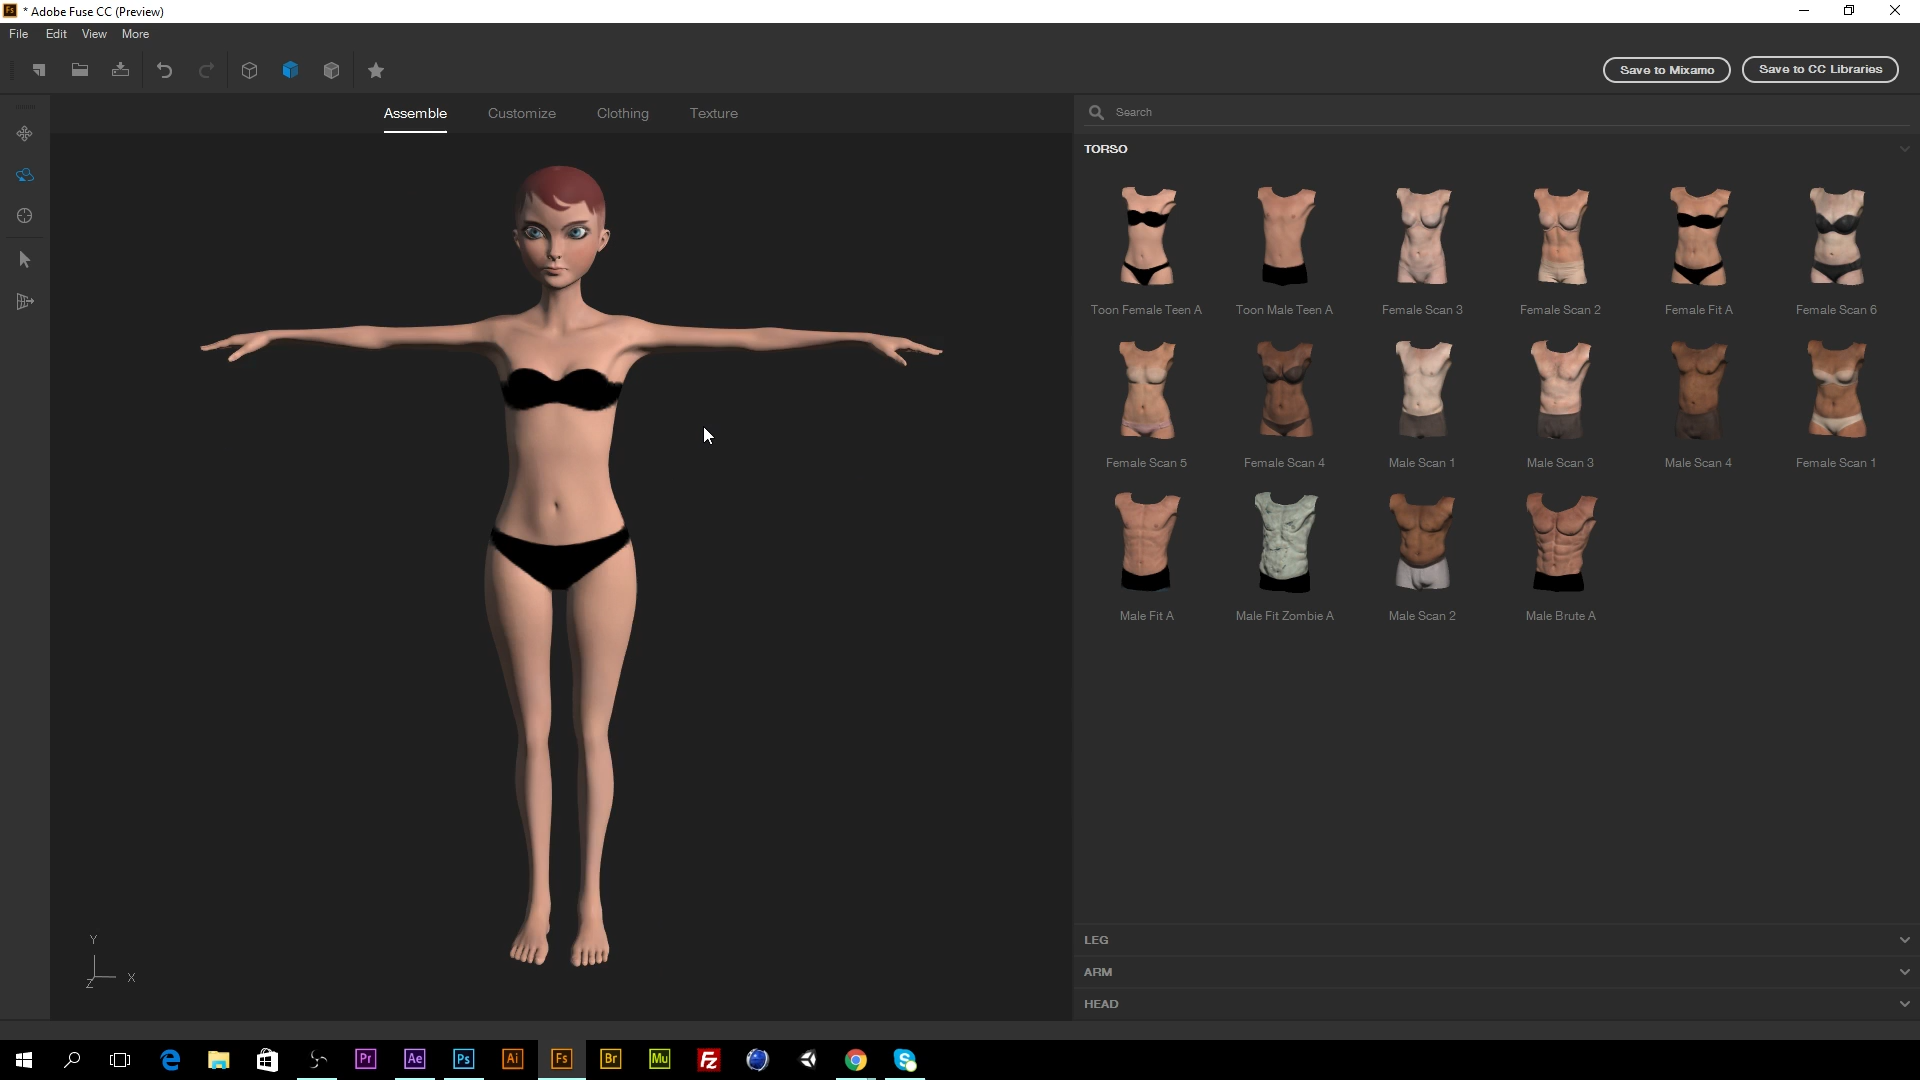 Fs * Adobe Fuse CC (Preview)
File Edit View More
Save to Mixamo Save to CC Libraries
Assemble Customize Clothing Texture
Search
TORSO
Toon Female Teen A Toon Male Teen A Female Scan 3 Female Scan 2 Female Fit A Female Scan 6
Female Scan 5 Female Scan 4 Male Scan 1 Male Scan 3 Male Scan 4 Female Scan 1
Male Fit A Male Fit Zombie A Male Scan 2 Male Brute A
Y
X
Z
LEG
ARM
HEAD
Pr Ae Ps Ai Fs Br Mu Fz S